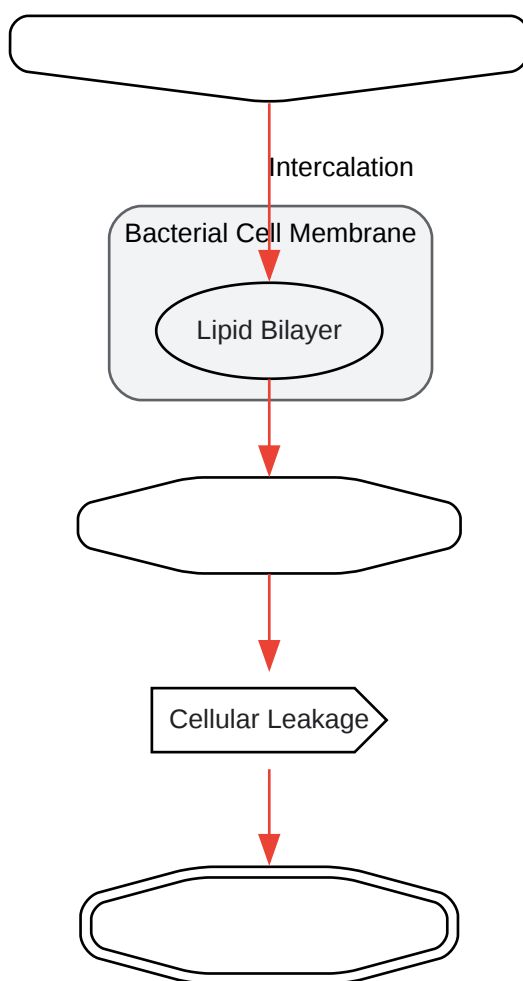 Intercalation
Bacterial Cell Membrane
Lipid Bilayer
Cellular Leakage